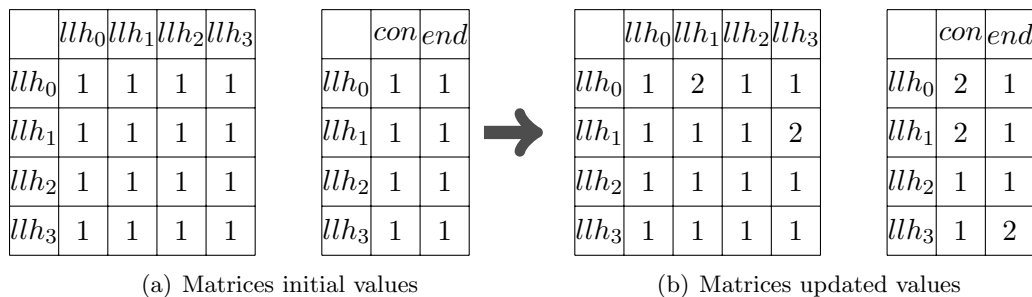 llh0 llh1 llh2 llh3 con end llh0 llh1 llh2 llh3 con end
llh0 1 1 1 1 llh0 1 1 llh0 1 2 1 1 llh0 2 1
llh1 1 1 1 1 llh1 1 1 llh1 1 1 1 2 llh1 2 1
llh2 1 1 1 1 llh2 1 1 llh2 1 1 1 1 llh2 1 1
llh3 1 1 1 1 llh3 1 1 llh3 1 1 1 1 llh3 1 2
(a) Matrices initial values (b) Matrices updated values